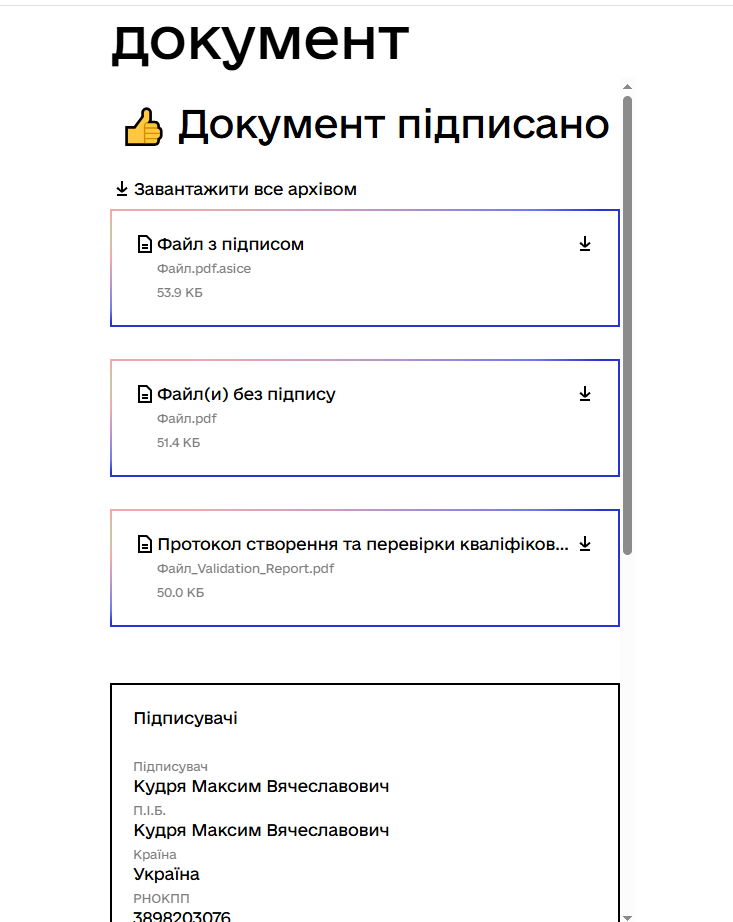 документ
👍 Документ підписано
Завантажити все архівом
Файл з підписом
Файл.pdf.asice
53.9 КБ
Файл(и) без підпису
Файл.pdf
51.4 КБ
Протокол створення та перевірки кваліфіков...
Файл_Validation_Report.pdf
50.0 КБ
Підписувачі
Підписувач
Кудря Максим Вячеславович
П.І.Б.
Кудря Максим Вячеславович
Країна
Україна
РНОКПП
3898203076